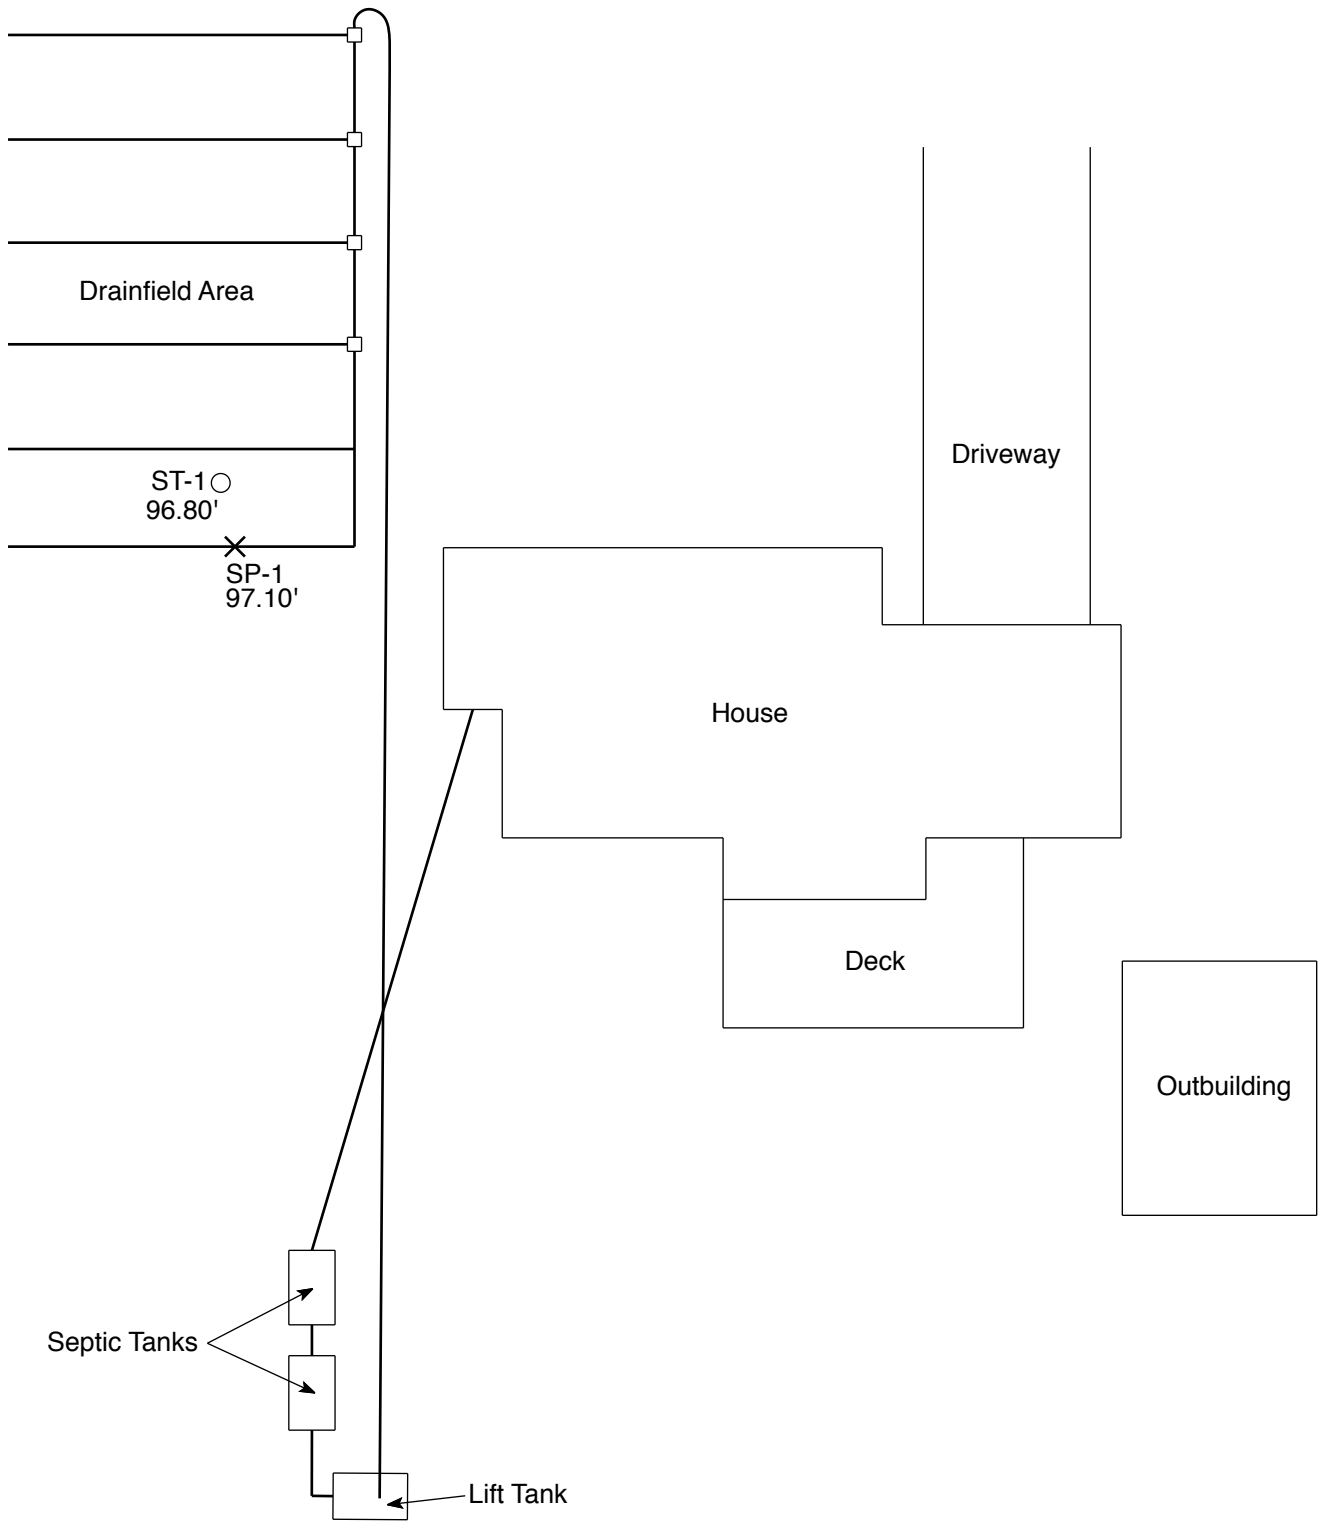 Drainfield Area
Driveway
ST-1
96.80'
SP-1
97.10'
House
Deck
Outbuilding
Septic Tanks
Lift Tank